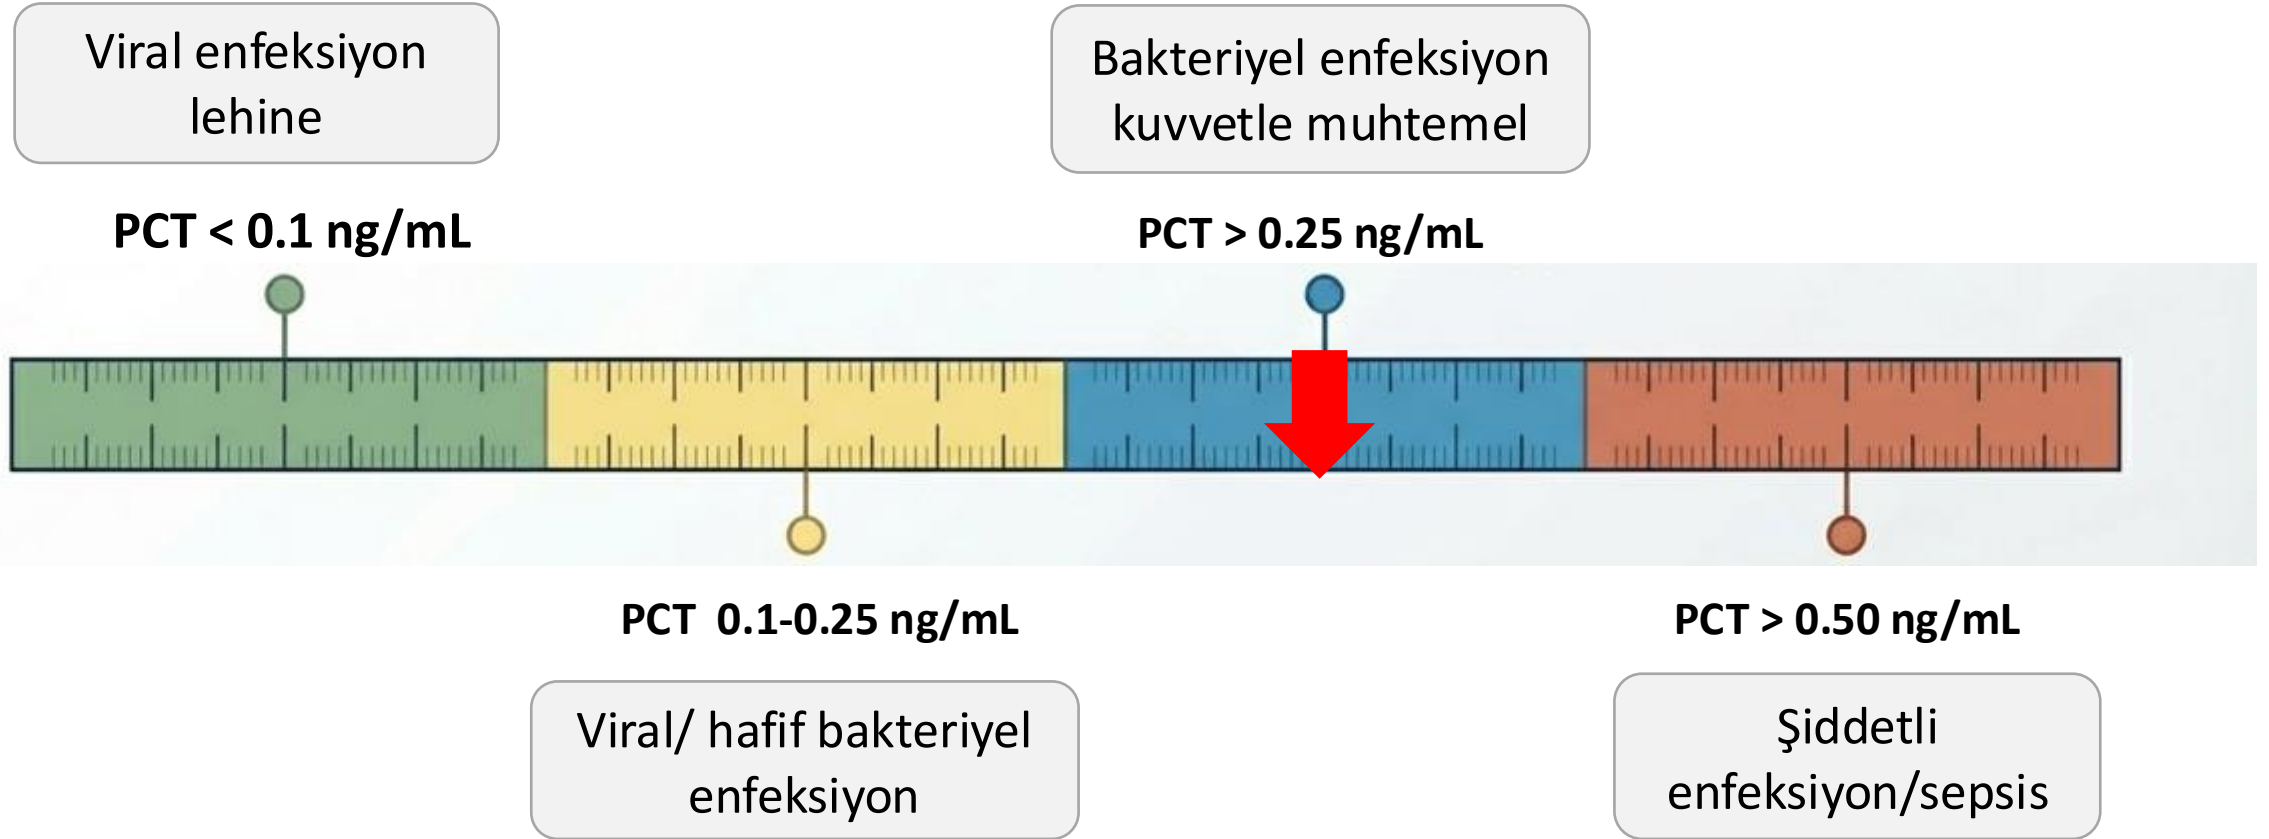 Viral enfeksiyon
lehine
PCT < 0.1 ng/mL
Bakteriyel enfeksiyon
kuvvetle muhtemel
PCT > 0.25 ng/mL
PCT 0.1-0.25 ng/mL
Viral/ hafif bakteriyel
enfeksiyon
PCT > 0.50 ng/mL
Şiddetli
enfeksiyon/sepsis